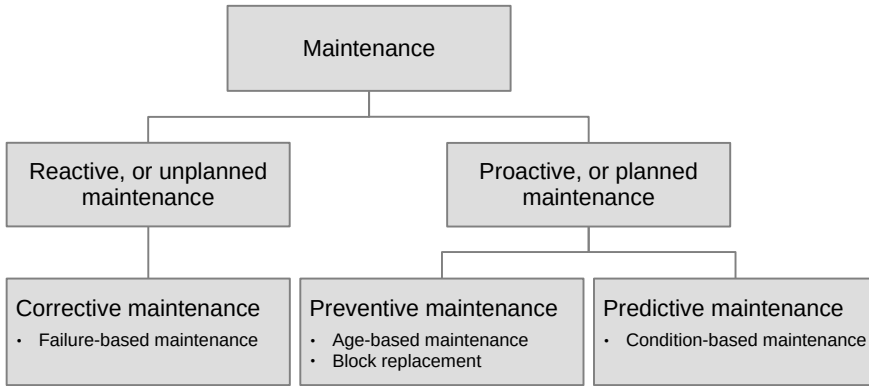 Maintenance
Reactive, or unplanned
maintenance
Proactive, or planned
maintenance
Corrective maintenance
• Failure-based maintenance
Preventive maintenance
• Age-based maintenance
• Block replacement
Predictive maintenance
• Condition-based maintenance